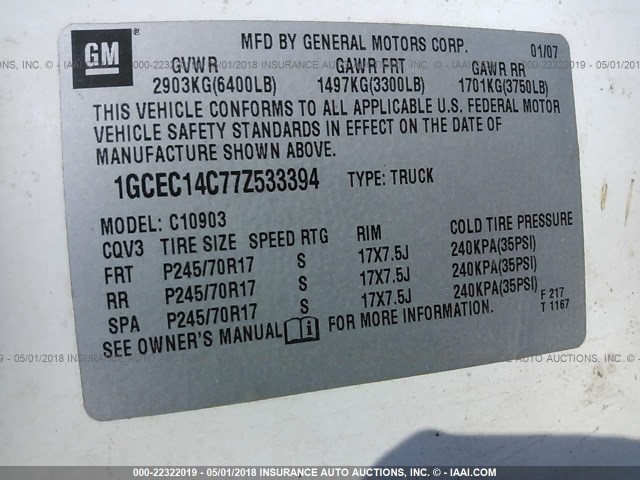 GM
MFD BY GENERAL MOTORS CORP. 01/07
GVWR GAWR FRT GAWR RR
2903KG(6400LB) 1497KG(3300LB) 1701KG(3750LB)
THIS VEHICLE CONFORMS TO ALL APPLICABLE U.S. FEDERAL MOTOR
VEHICLE SAFETY STANDARDS IN EFFECT ON THE DATE OF
MANUFACTURE SHOWN ABOVE.
1GCEC14C77Z533394 TYPE: TRUCK
MODEL: C10903
CQV3 TIRE SIZE SPEED RTG RIM COLD TIRE PRESSURE
FRT P245/70R17 S 17X7.5J 240KPA(35PSI)
RR P245/70R17 S 17X7.5J 240KPA(35PSI)
SPA P245/70R17 S 17X7.5J 240KPA(35PSI)
SEE OWNER'S MANUAL FOR MORE INFORMATION.
F 217
T 1167
000-22322019 - 05/01/2018 INSURANCE AUTO AUCTIONS, INC. - © - IAAI.COM